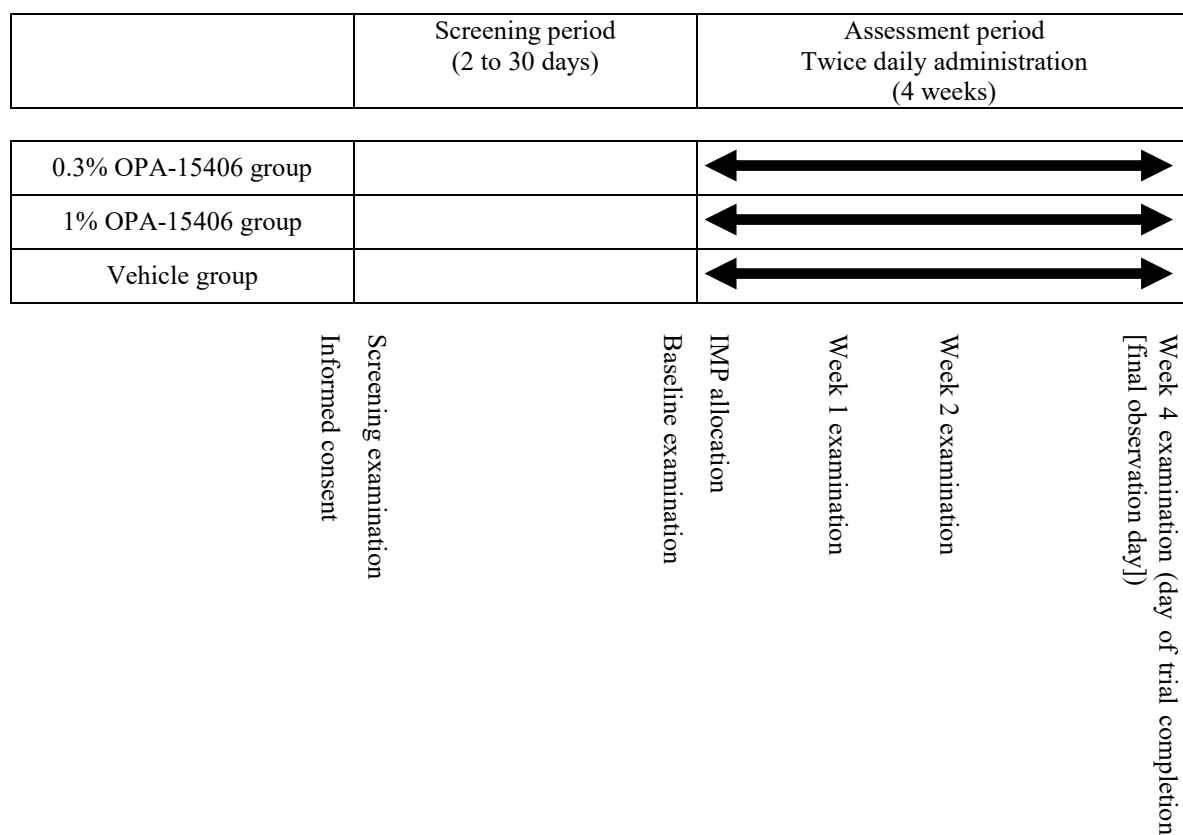 Screening period
(2 to 30 days)
Assessment period
Twice daily administration
(4 weeks)
0.3% OPA-15406 group
1% OPA-15406 group
Vehicle group
Informed consent
Screening examination
Baseline examination
IMP allocation
Week 1 examination
Week 2 examination
Week 4 examination (day of trial completion
[final observation day])